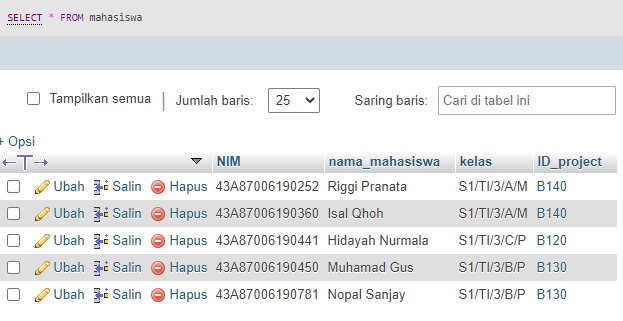 SELECT * FROM mahasiswa
Tampilkan semua | Jumlah baris: 25 Saring baris: Cari di tabel ini
+ Opsi
←T→ NIM nama_mahasiswa kelas ID_project
Ubah Salin Hapus 43A87006190252 Riggi Pranata S1/TI/3/A/M B140
Ubah Salin Hapus 43A87006190360 Isal Qhoh S1/TI/3/A/M B140
Ubah Salin Hapus 43A87006190441 Hidayah Nurmala S1/TI/3/C/P B120
Ubah Salin Hapus 43A87006190450 Muhamad Gus S1/TI/3/B/P B130
Ubah Salin Hapus 43A87006190781 Nopal Sanjay S1/TI/3/B/P B130